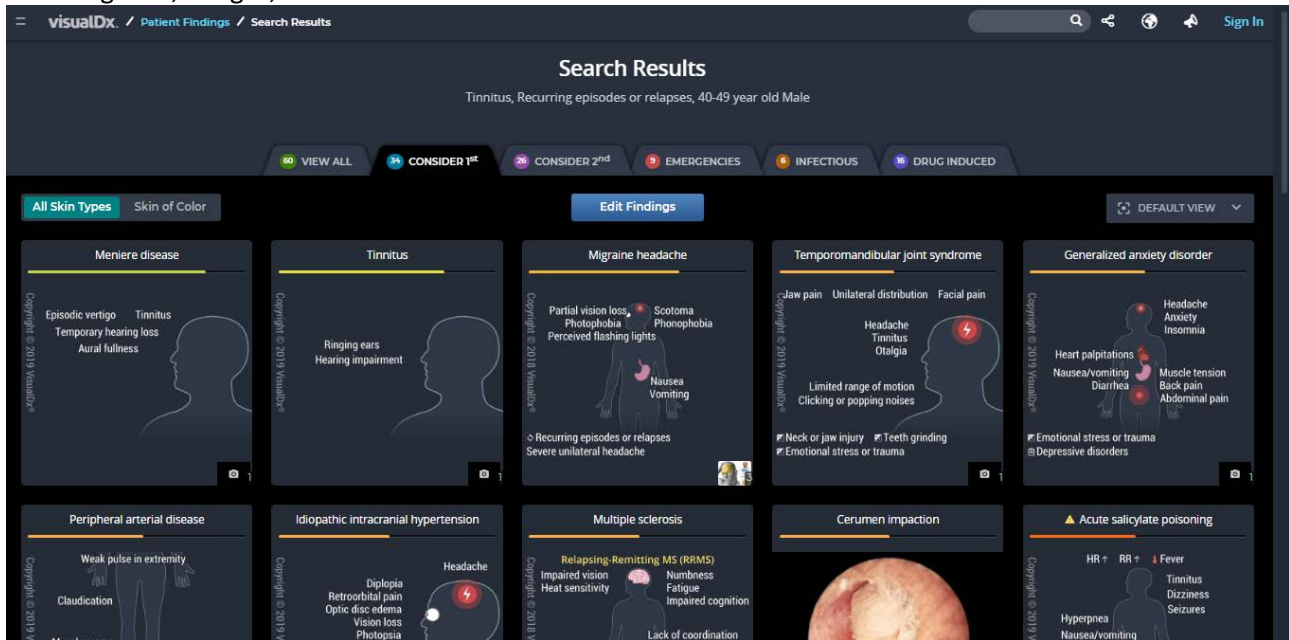 visualDx. / Patient Findings / Search Results
Sign In
Search Results
Tinnitus, Recurring episodes or relapses, 40-49 year old Male
60 VIEW ALL
34 CONSIDER 1st
26 CONSIDER 2nd
9 EMERGENCIES
6 INFECTIOUS
16 DRUG INDUCED
All Skin Types
Skin of Color
Edit Findings
DEFAULT VIEW
Meniere disease
Copyright © 2019 VisualDx®
Episodic vertigo Tinnitus
Temporary hearing loss
Aural fullness
1
Tinnitus
Copyright © 2019 VisualDx®
Ringing ears
Hearing impairment
1
Migraine headache
Copyright © 2018 VisualDx®
Partial vision loss
Photophobia
Perceived flashing lights
Scotoma
Phonophobia
Nausea
Vomiting
Recurring episodes or relapses
Severe unilateral headache
3
Temporomandibular joint syndrome
Copyright © 2019 VisualDx®
Jaw pain Unilateral distribution Facial pain
Headache
Tinnitus
Otalgia
Limited range of motion
Clicking or popping noises
Neck or jaw injury Teeth grinding
Emotional stress or trauma
1
Generalized anxiety disorder
Copyright © 2019 VisualDx®
Headache
Anxiety
Insomnia
Heart palpitations
Nausea/vomiting
Diarrhea
Muscle tension
Back pain
Abdominal pain
Emotional stress or trauma
Depressive disorders
1
Peripheral arterial disease
Copyright © 2019
Weak pulse in extremity
Claudication
Idiopathic intracranial hypertension
Copyright © 2019
Headache
Diplopia
Retroorbital pain
Optic disc edema
Vision loss
Photopsia
Multiple sclerosis
Copyright © 2018
Relapsing-Remitting MS (RRMS)
Impaired vision
Heat sensitivity
Numbness
Fatigue
Impaired cognition
Lack of coordination
Cerumen impaction
Acute salicylate poisoning
Copyright © 2019
HR↑ RR↑ Fever
Tinnitus
Dizziness
Seizures
Hyperpnea
Nausea/vomiting